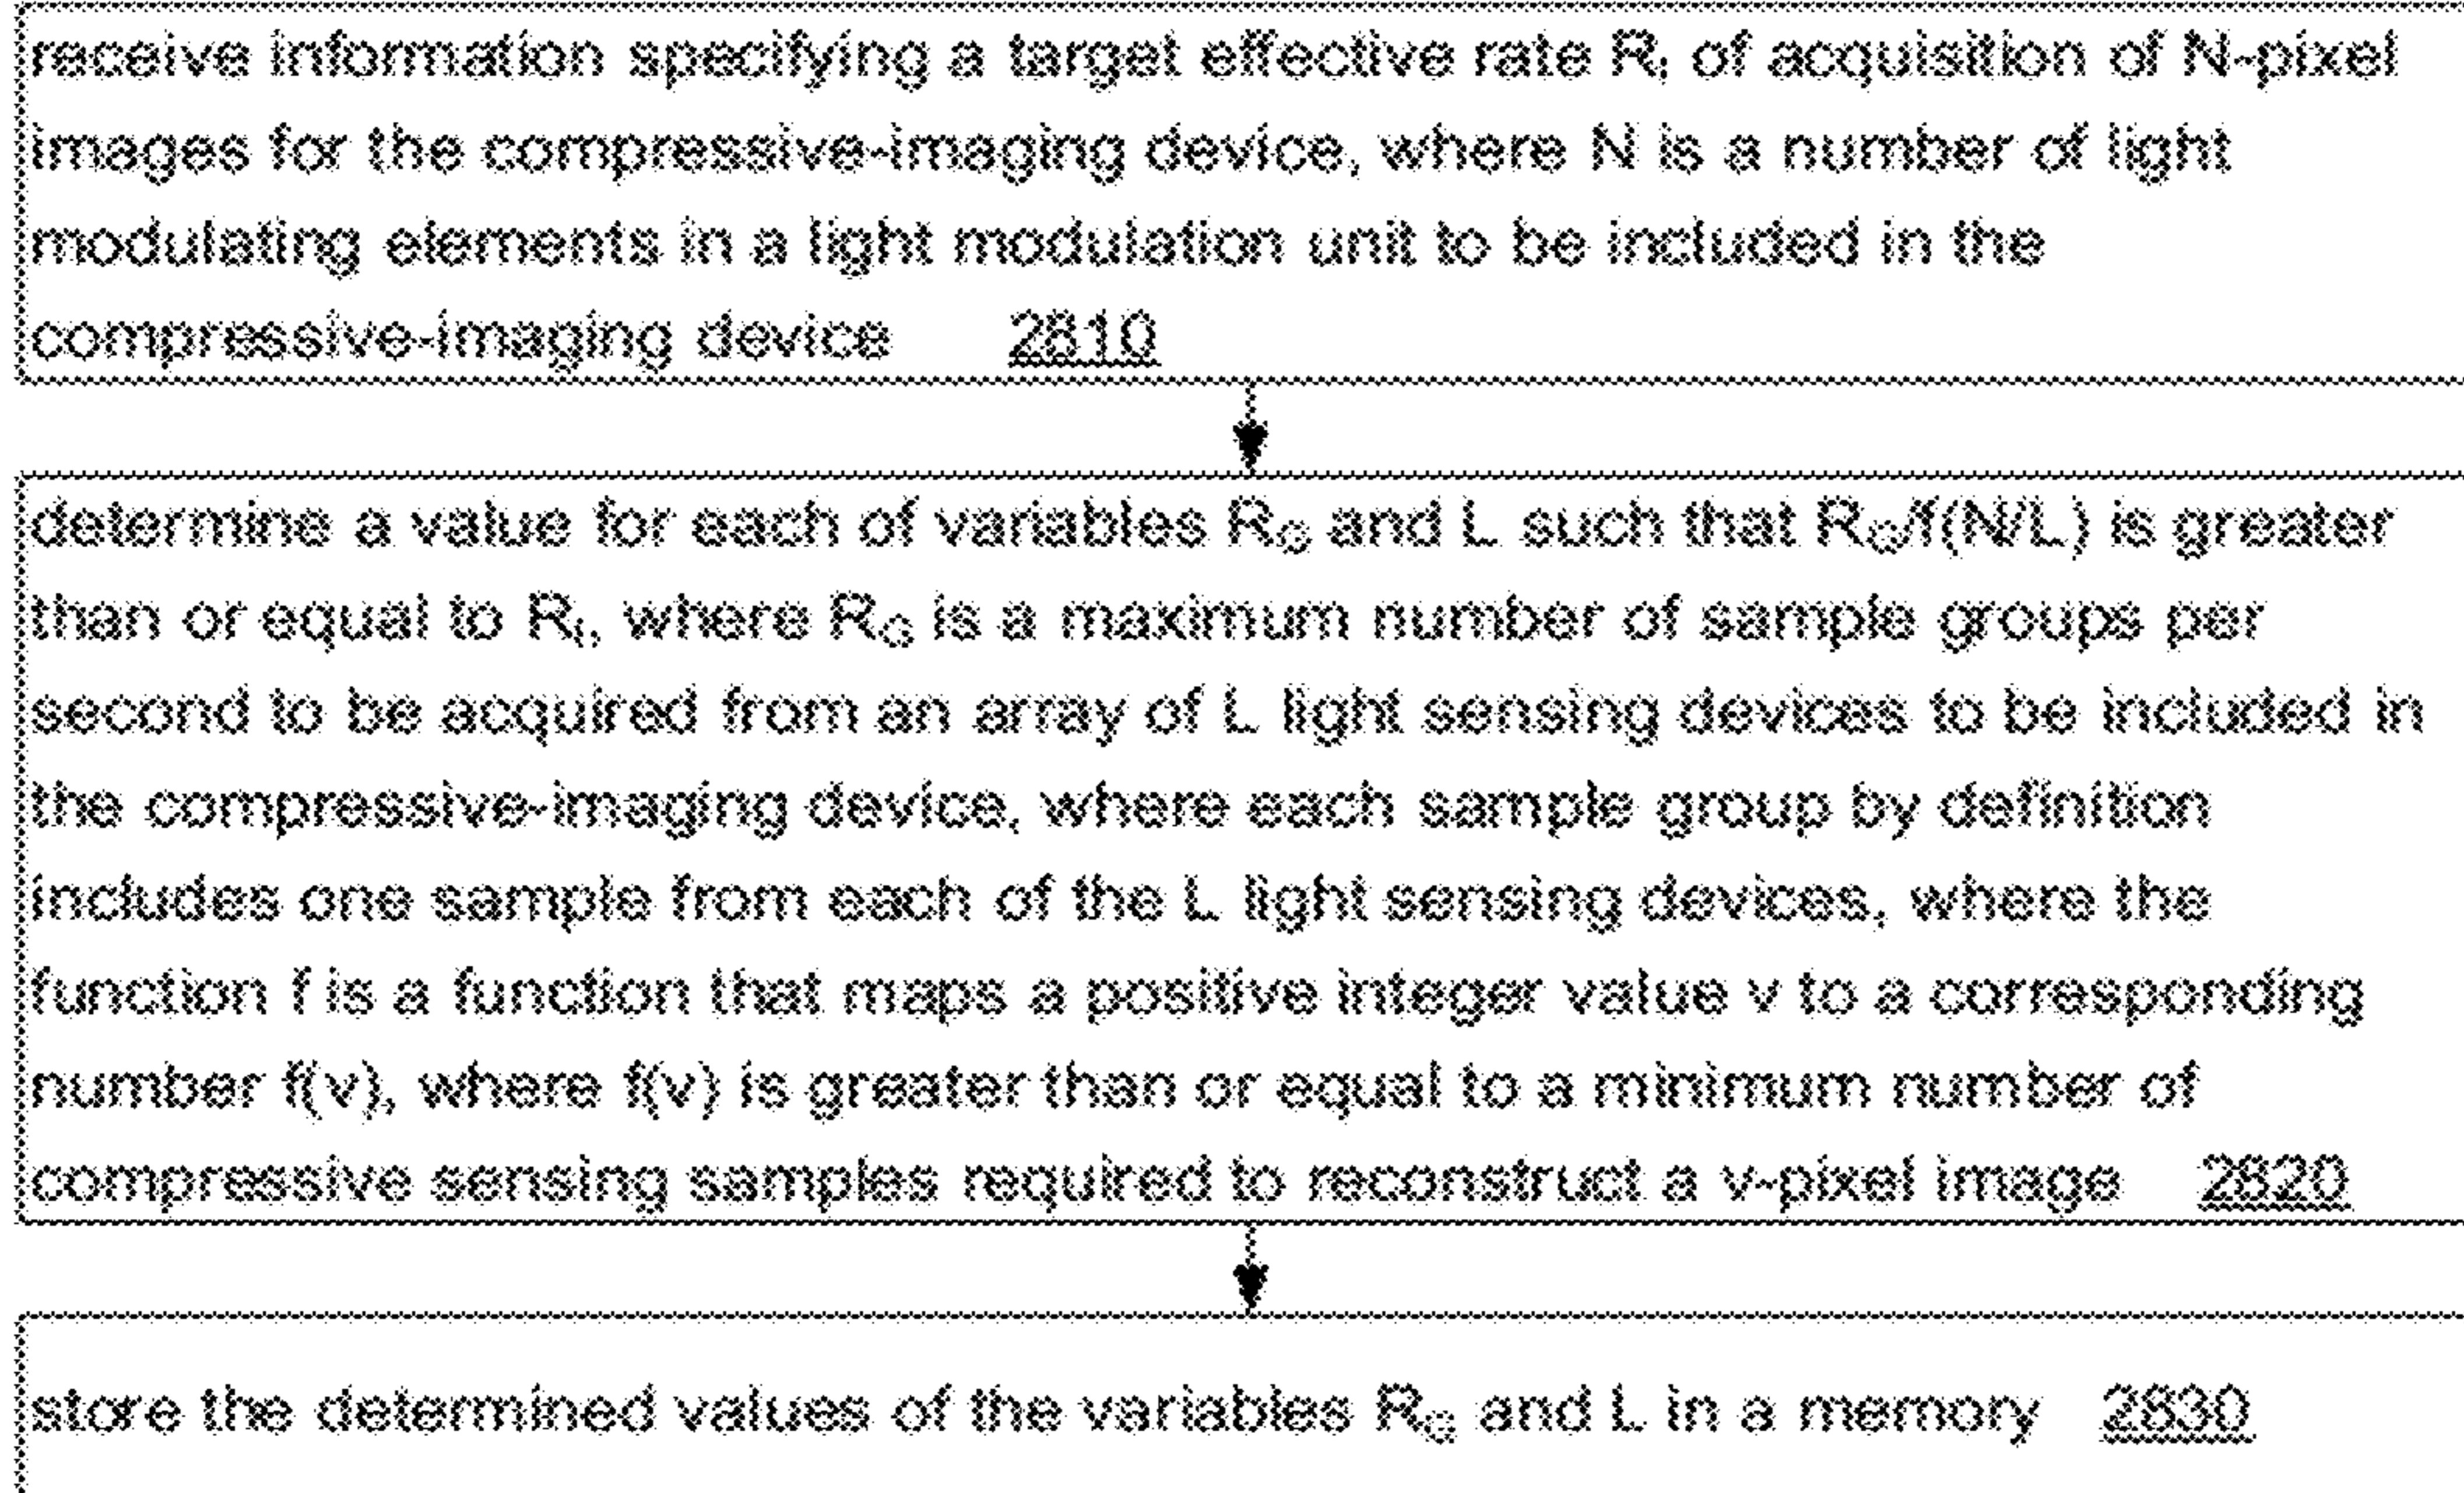 receive information specifying a target effective rate R_I of acquisition of N-pixel
images for the compressive-imaging device, where N is a number of light
modulating elements in a light modulation unit to be included in the
compressive-imaging device 2810
determine a value for each of variables R_G and L such that R_G/f(N/L) is greater
than or equal to R_I, where R_G is a maximum number of sample groups per
second to be acquired from an array of L light sensing devices to be included in
the compressive-imaging device, where each sample group by definition
includes one sample from each of the L light sensing devices, where the
function f is a function that maps a positive integer value v to a corresponding
number f(v), where f(v) is greater than or equal to a minimum number of
compressive sensing samples required to reconstruct a v-pixel image 2820
store the determined values of the variables R_G and L in a memory 2830